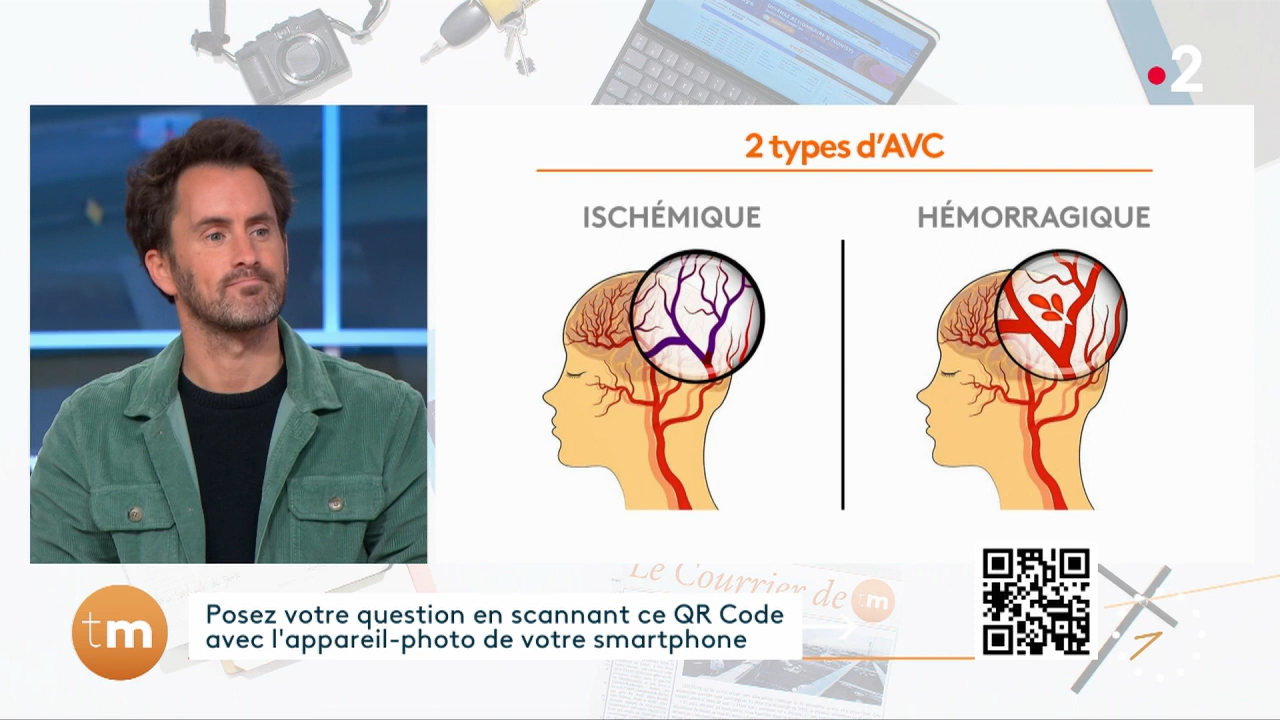 2
2 types d'AVC
ISCHÉMIQUE
HÉMORRAGIQUE
Le Courrier de tm
tm
Posez votre question en scannant ce QR Code
avec l'appareil-photo de votre smartphone